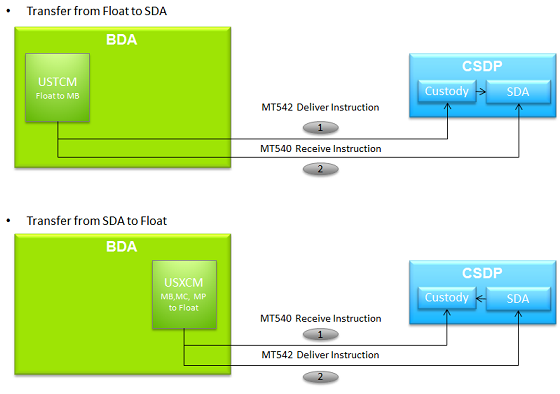 • Transfer from Float to SDA
BDA
USTCM
Float to MB
CSDP
Custody
SDA
MT542 Deliver Instruction
1
MT540 Receive Instruction
2
• Transfer from SDA to Float
BDA
USXCM
MB,MC, MP
to Float
CSDP
Custody
SDA
MT540 Receive Instruction
1
MT542 Deliver Instruction
2